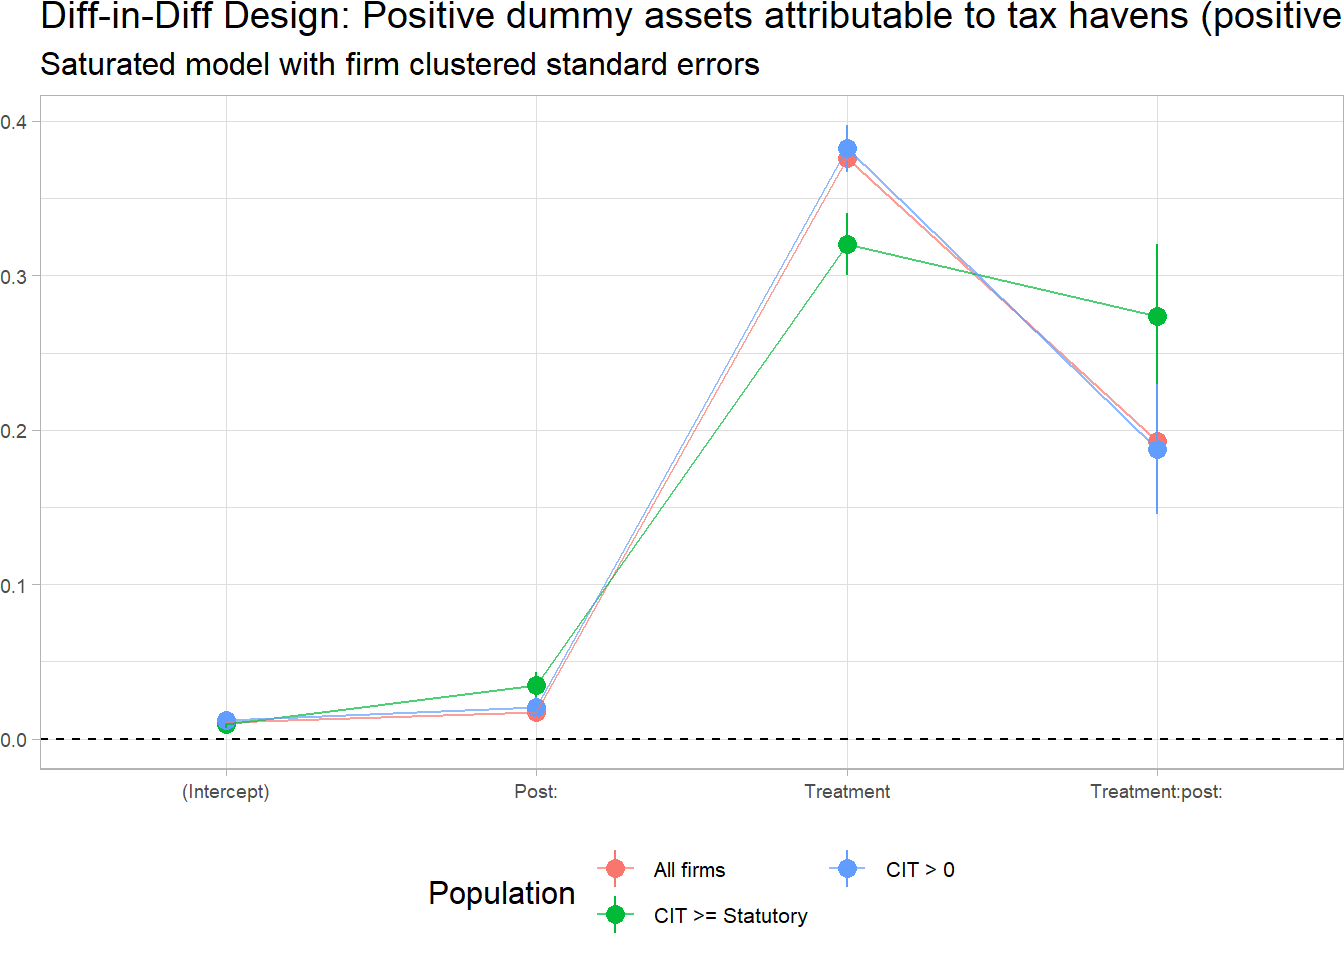 Diff-in-Diff Design: Positive dummy assets attributable to tax havens (positive
Saturated model with firm clustered standard errors
0.4
0.3
0.2
0.1
0.0
(Intercept) Post: Treatment Treatment:post:
Population
All firms
CIT >= Statutory
CIT > 0